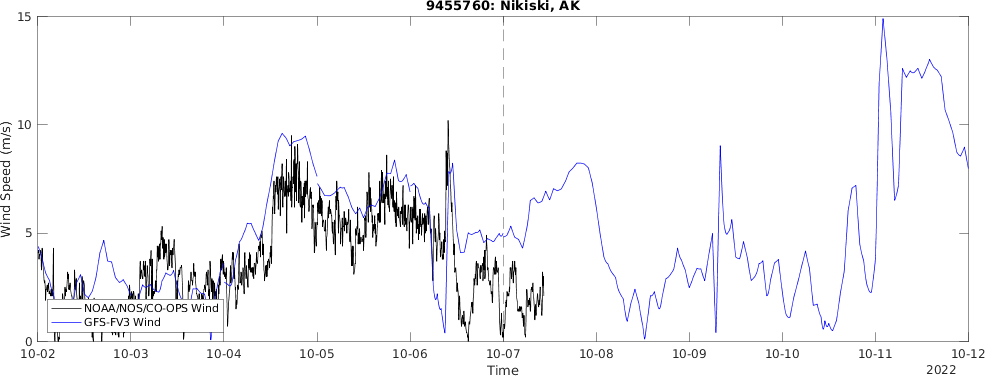 9455760: Nikiski, AK
Wind Speed (m/s)
15
10
5
0
NOAA/NOS/CO-OPS Wind
GFS-FV3 Wind
10-02 10-03 10-04 10-05 10-06 10-07 10-08 10-09 10-10 10-11 10-12
Time
2022